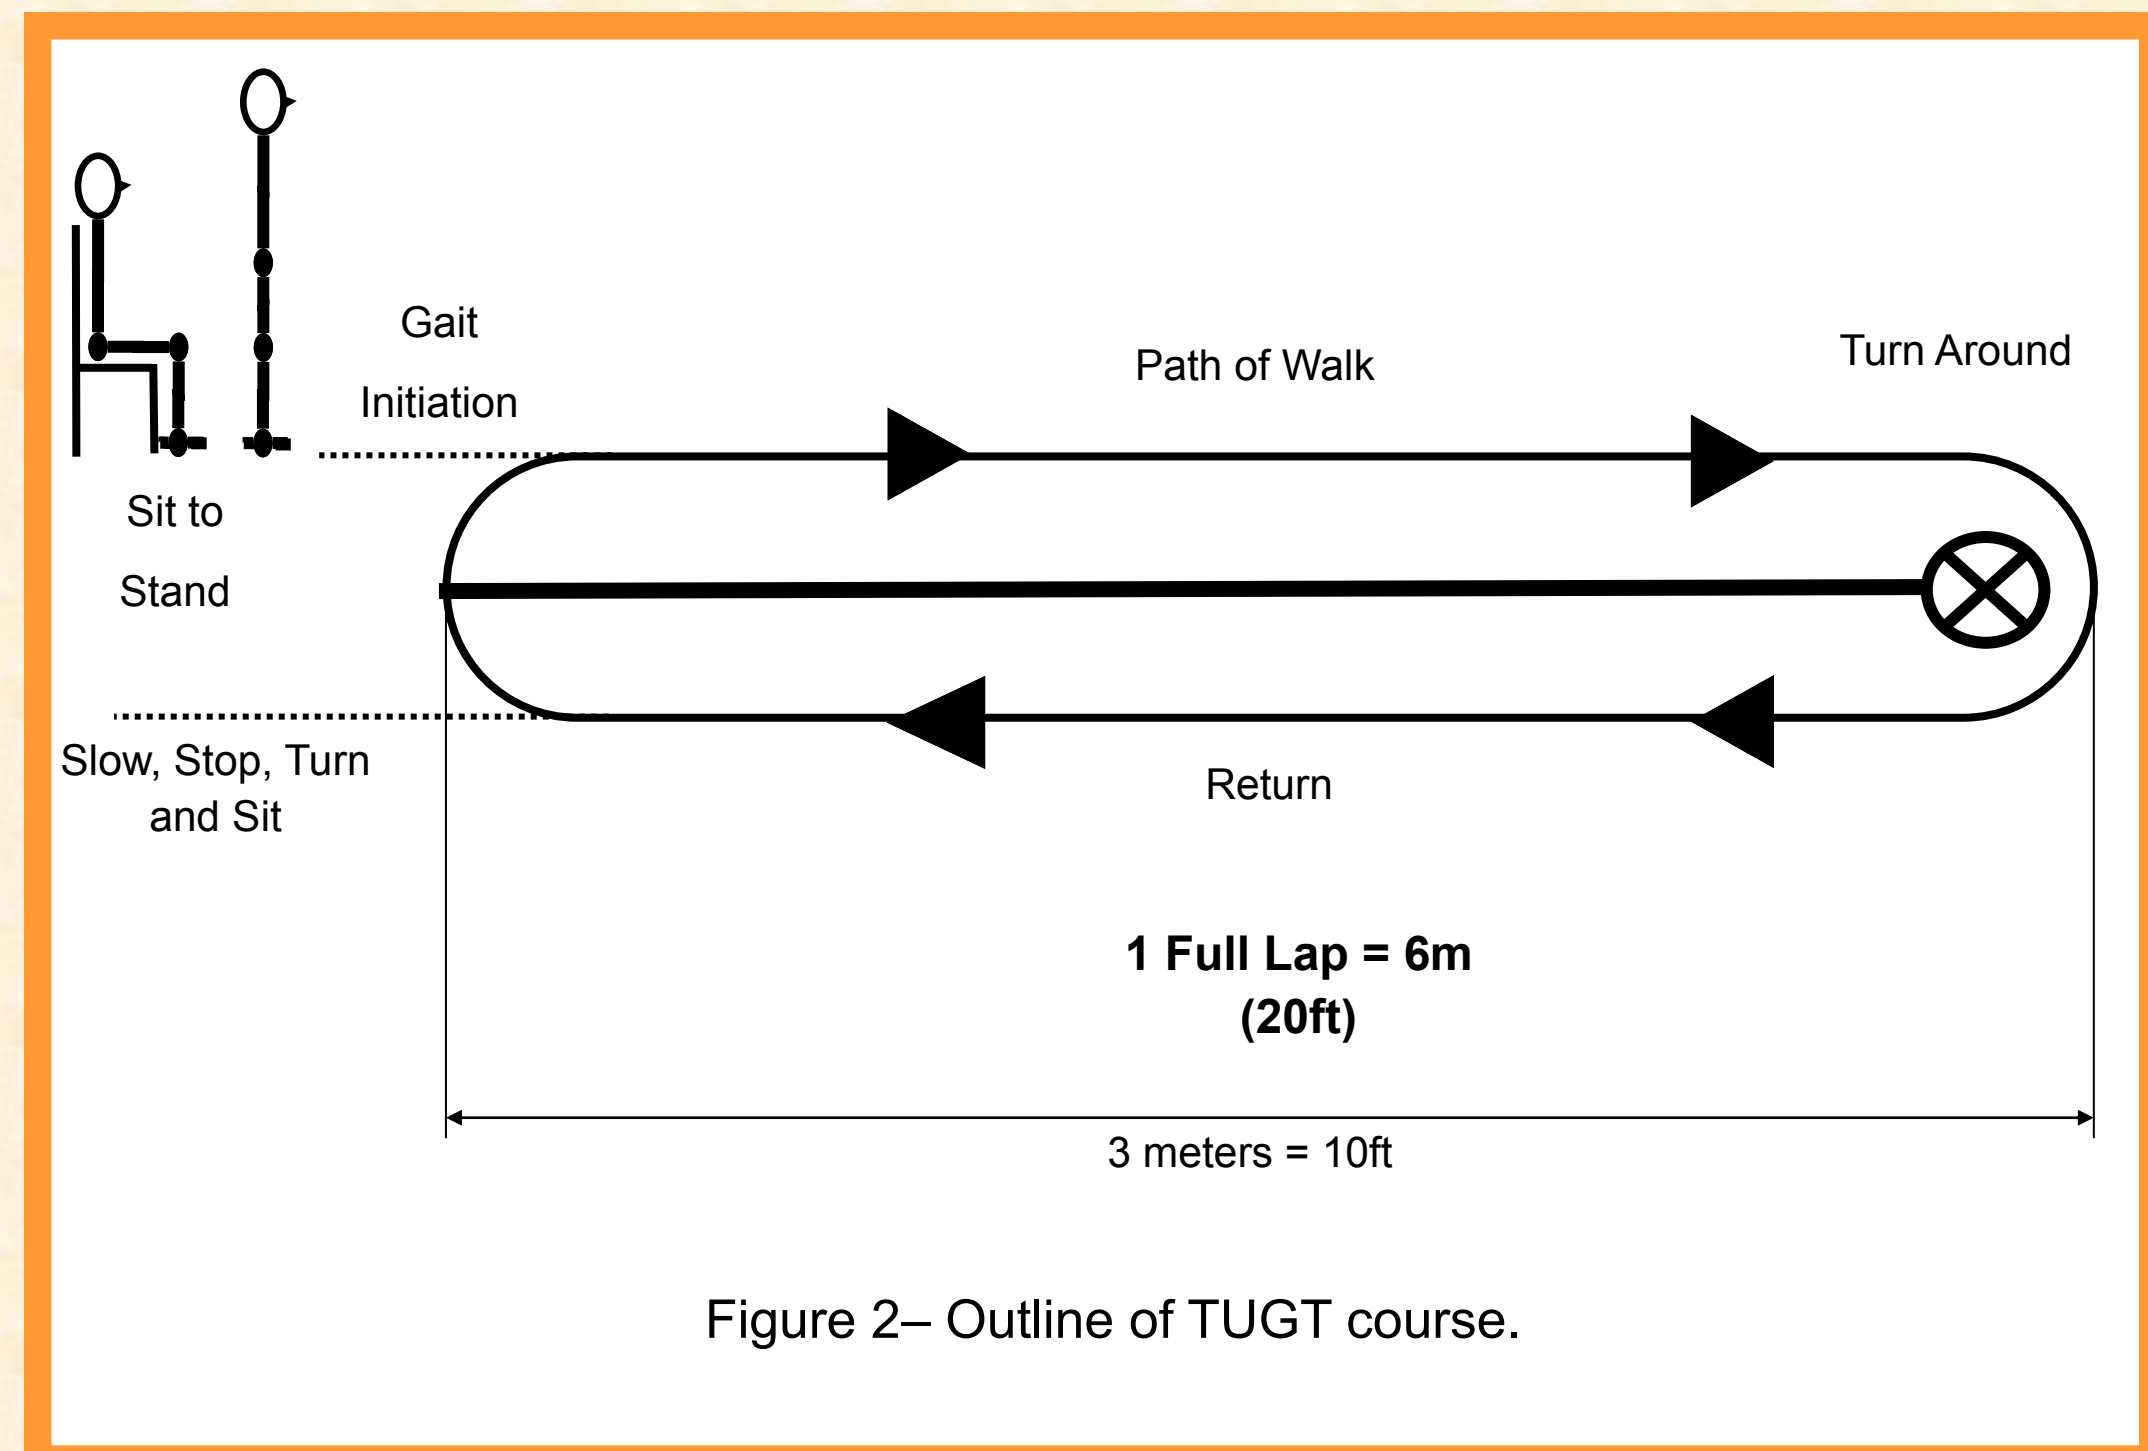 Gait
Initiation
Path of Walk
Turn Around
Sit to
Stand
Slow, Stop, Turn
and Sit
Return
1 Full Lap = 6m
(20ft)
3 meters = 10ft
Figure 2– Outline of TUGT course.